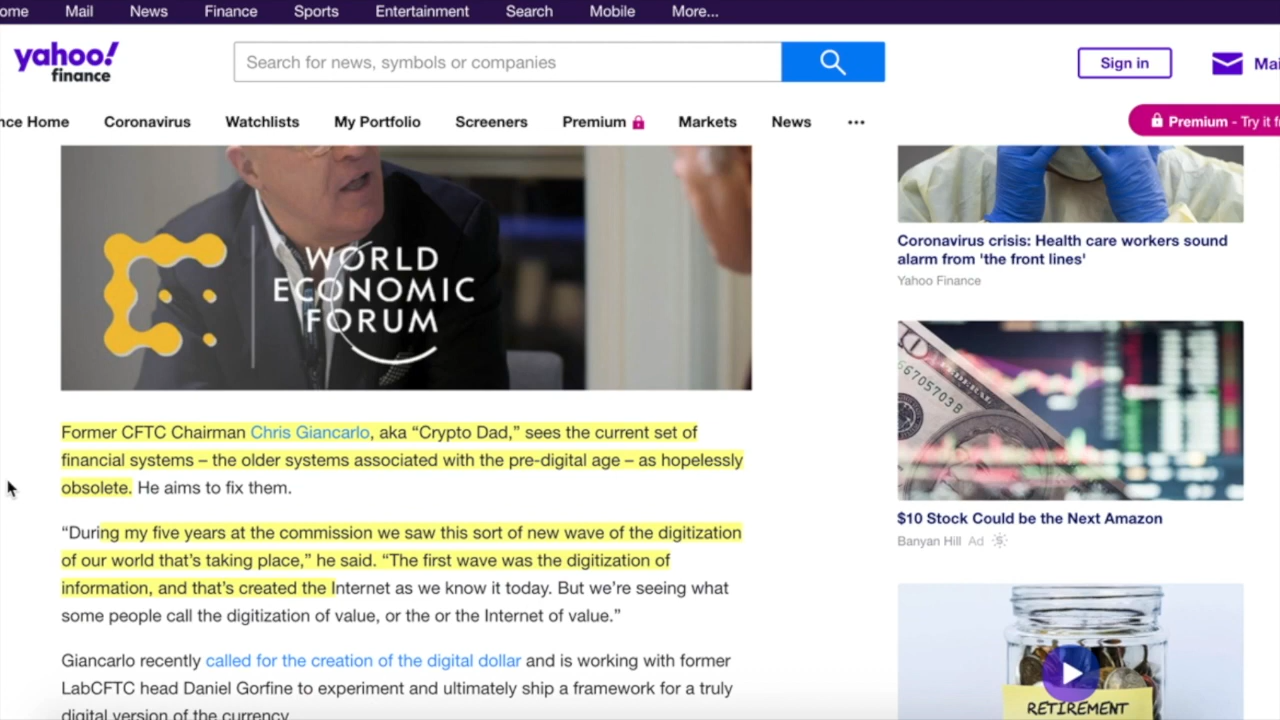 ome Mail News Finance Sports Entertainment Search Mobile More...
yahoo!
finance
Search for news, symbols or companies
Sign in
Mai
nce Home Coronavirus Watchlists My Portfolio Screeners Premium Markets News ...
Premium - Try it f
WORLD
ECONOMIC
FORUM
Former CFTC Chairman Chris Giancarlo, aka “Crypto Dad,” sees the current set of
financial systems – the older systems associated with the pre-digital age – as hopelessly
obsolete. He aims to fix them.
“During my five years at the commission we saw this sort of new wave of the digitization
of our world that’s taking place,” he said. “The first wave was the digitization of
information, and that’s created the Internet as we know it today. But we’re seeing what
some people call the digitization of value, or the or the Internet of value.”
Giancarlo recently called for the creation of the digital dollar and is working with former
LabCFTC head Daniel Gorfine to experiment and ultimately ship a framework for a truly
digital version of the currency
Coronavirus crisis: Health care workers sound
alarm from 'the front lines'
Yahoo Finance
66705703B
$10 Stock Could be the Next Amazon
Banyan Hill Ad
RETIREMENT